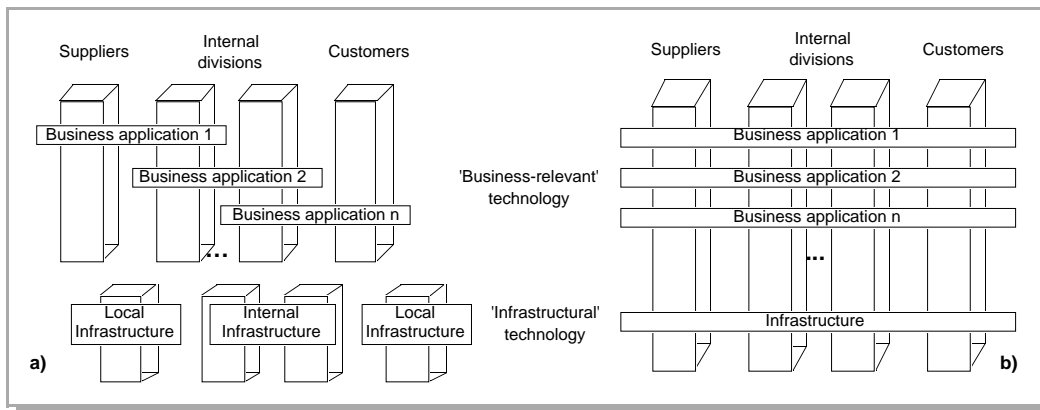 Suppliers
Internal
divisions
Customers
Business application 1
Business application 2
Business application n
...
Local
Infrastructure
Internal
Infrastructure
Local
Infrastructure
a)
'Business-relevant'
technology
'Infrastructural'
technology
Suppliers
Internal
divisions
Customers
Business application 1
Business application 2
Business application n
...
Infrastructure
b)